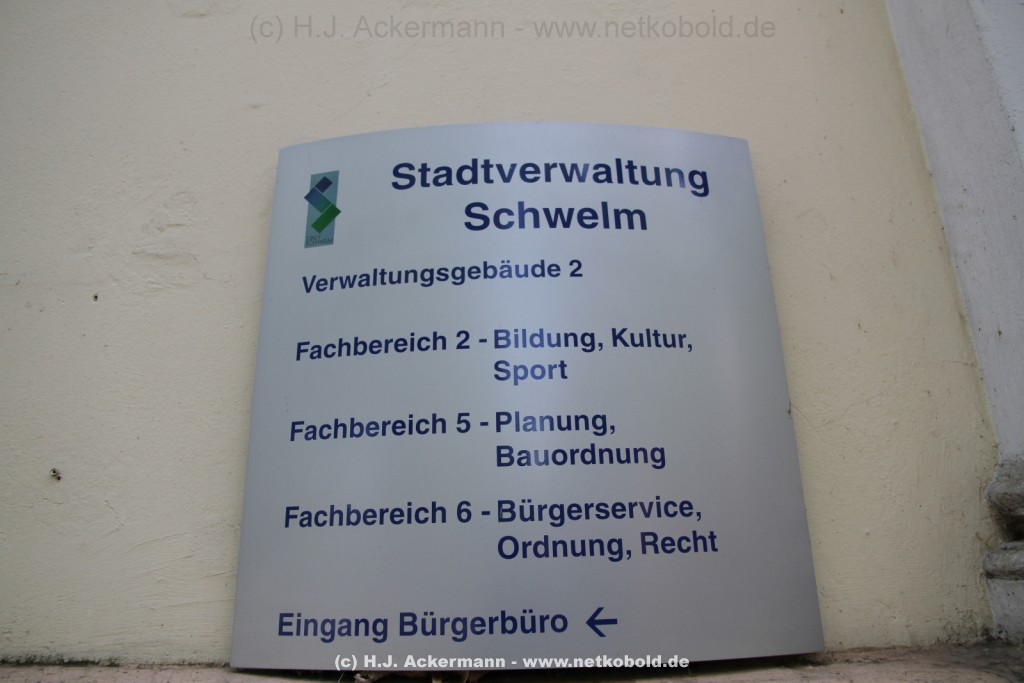 (c) H.J. Ackermann - www.netkobold.de
Stadtverwaltung
Schwelm
Verwaltungsgebäude 2
Fachbereich 2 - Bildung, Kultur,
Sport
Fachbereich 5 - Planung,
Bauordnung
Fachbereich 6 - Bürgerservice,
Ordnung, Recht
Eingang Bürgerbüro ←
(c) H.J. Ackermann - www.netkobold.de